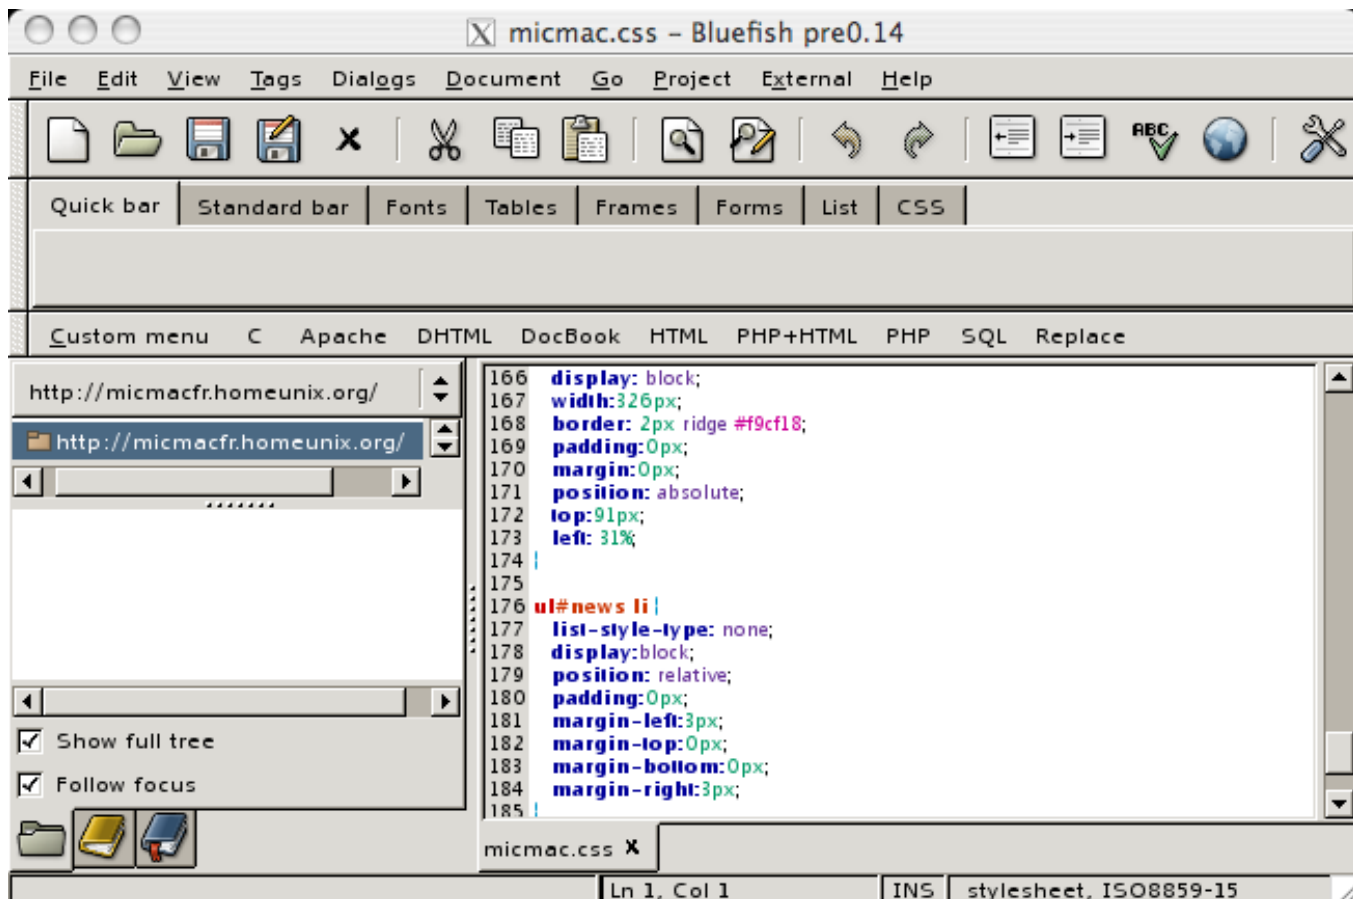 micmac.css – Bluefish pre0.14
File Edit View Tags Dialogs Document Go Project External Help
ABC
Quick bar Standard bar Fonts Tables Frames Forms List CSS
Custom menu C Apache DHTML DocBook HTML PHP+HTML PHP SQL Replace
http://micmacfr.homeunix.org/
http://micmacfr.homeunix.org/
Show full tree
Follow focus
166 display: block;
167 width:326px;
168 border: 2px ridge #f9cf18;
169 padding:0px;
170 margin:0px;
171 position: absolute;
172 top:91px;
173 left: 31%;
174 }
175
176 ul#news li{
177 list-style-type: none;
178 display:block;
179 position: relative;
180 padding:0px;
181 margin-left:3px;
182 margin-top:0px;
183 margin-bottom:0px;
184 margin-right:3px;
185 }
micmac.css X
Ln 1, Col 1 INS stylesheet, ISO8859-15